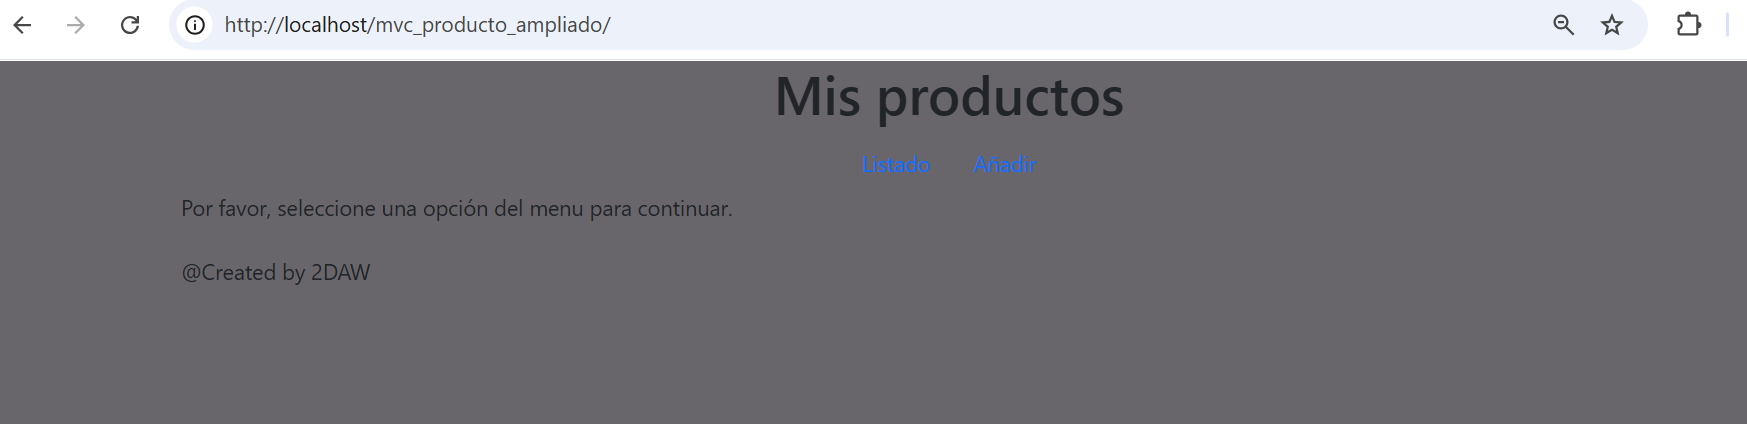 http://localhost/mvc_producto_ampliado/
Mis productos
Listado Añadir
Por favor, seleccione una opción del menu para continuar.
@Created by 2DAW